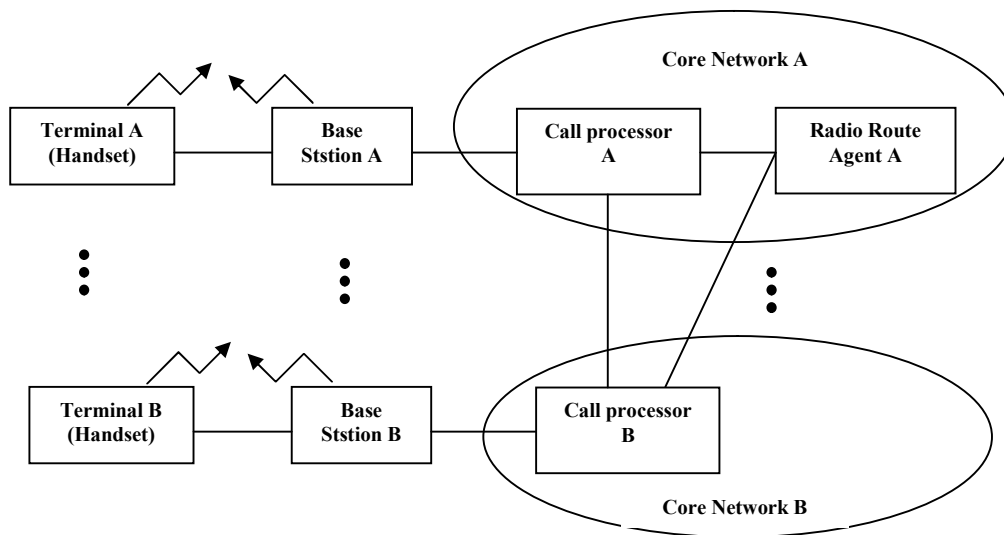 Core Network A
Terminal A
(Handset)
Base
Ststion A
Call processor
A
Radio Route
Agent A
Terminal B
(Handset)
Base
Ststion B
Call processor
B
Core Network B